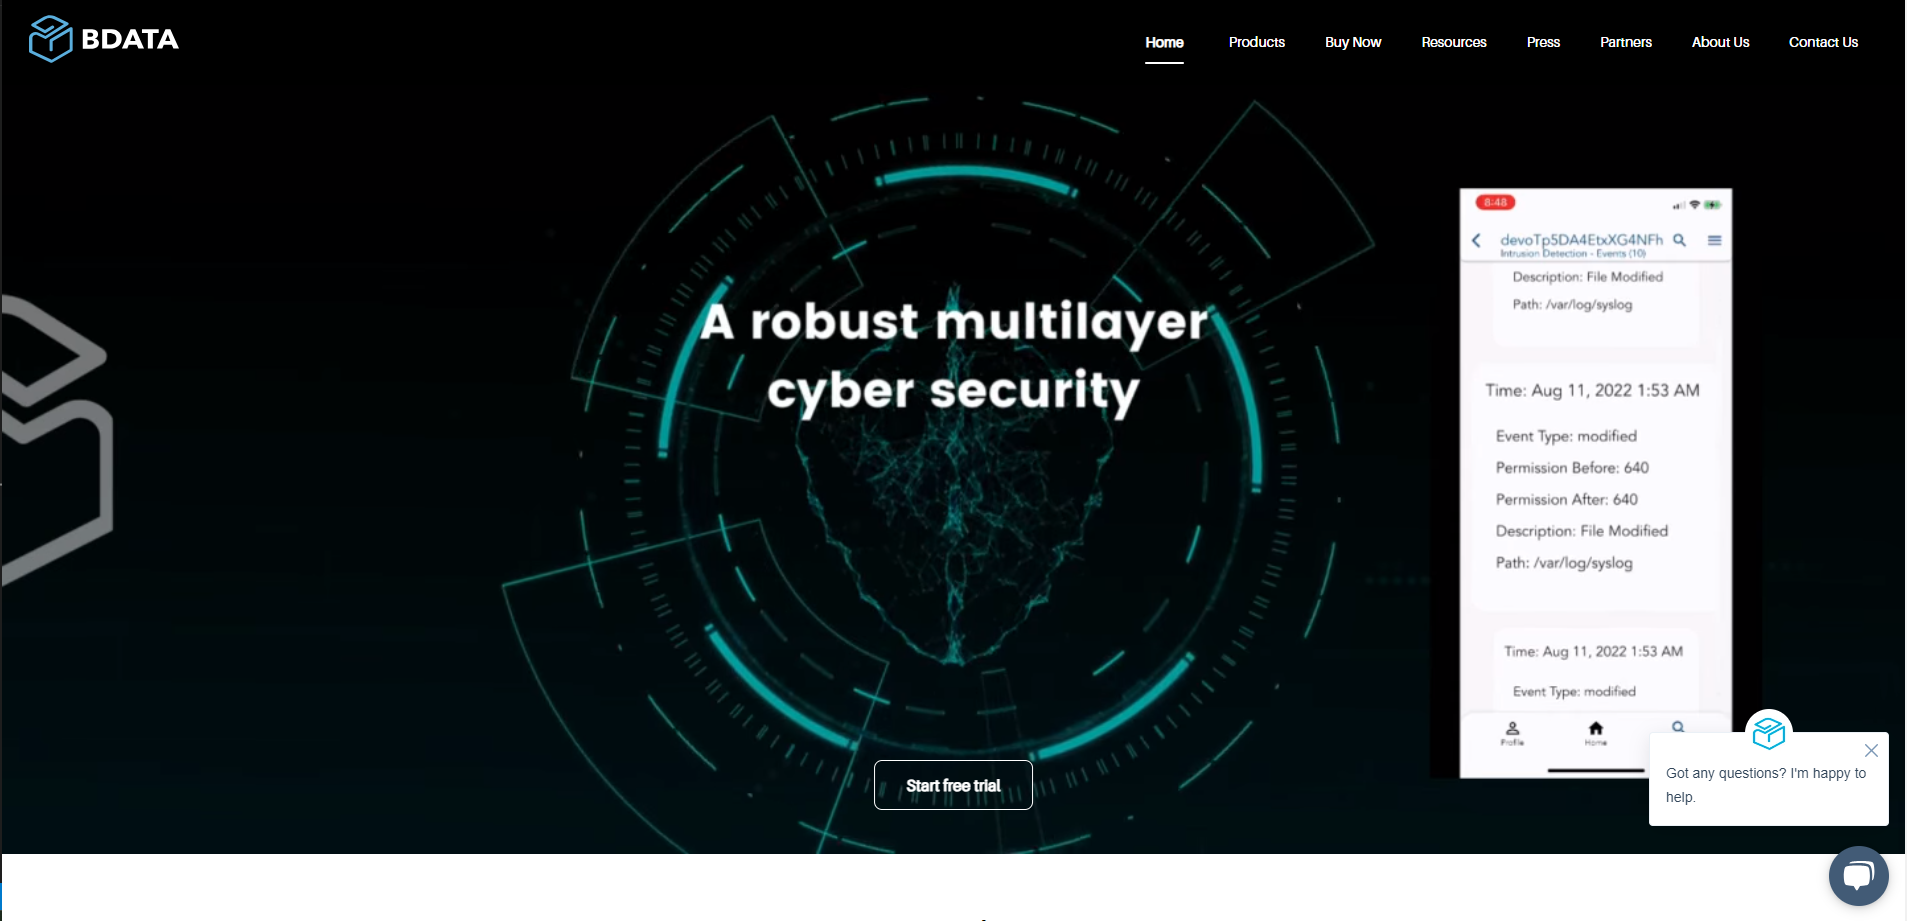 BDATA
Home Products Buy Now Resources Press Partners About Us Contact Us
A robust multilayer
cyber security
Start free trial
8:48
devoTp5DA4EtxXG4NFh
Intrusion Detection - Events (10)
Description: File Modified
Path: /var/log/syslog
Time: Aug 11, 2022 1:53 AM
Event Type: modified
Permission Before: 640
Permission After: 640
Description: File Modified
Path: /var/log/syslog
Time: Aug 11, 2022 1:53 AM
Event Type: modified
Profile Home
Got any questions? I'm happy to
help.